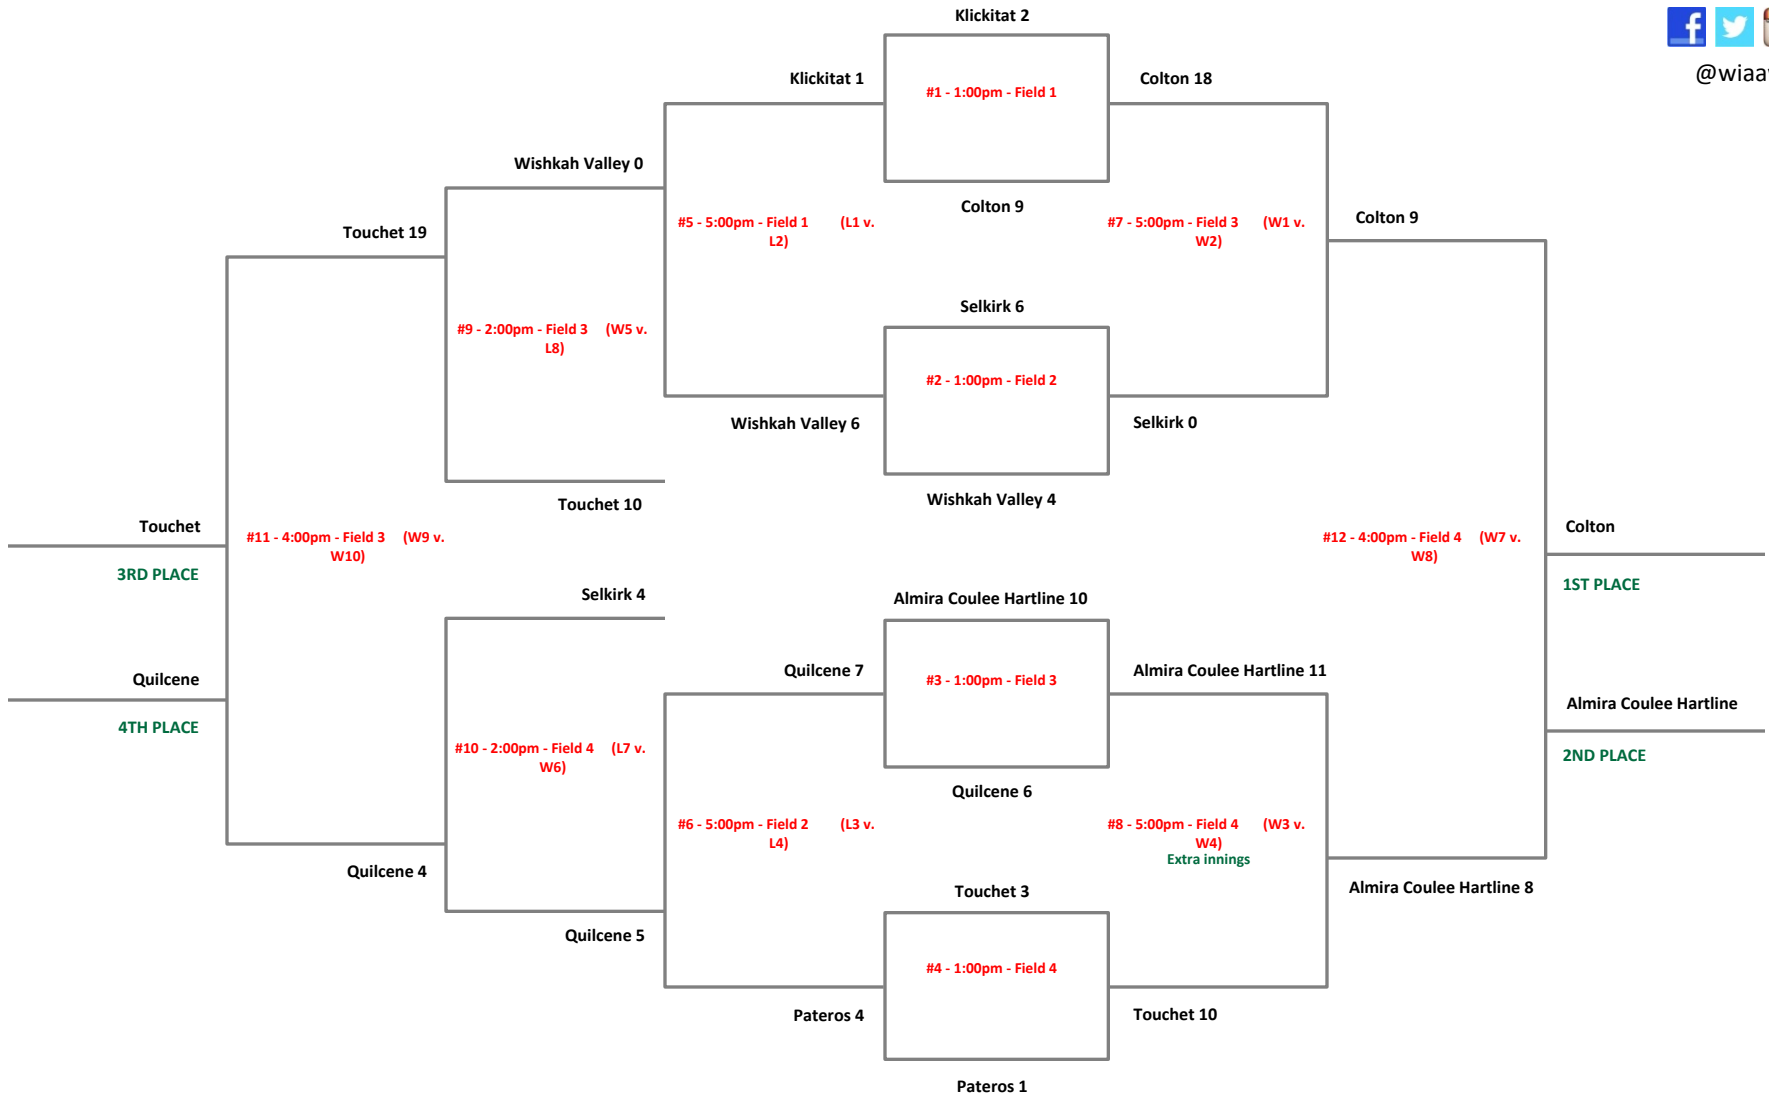 Klickitat 2
@wiaa
Klickitat 1
#1 - 1:00pm - Field 1
Colton 18
Wishkah Valley 0
Colton 9
#5 - 5:00pm - Field 1 (L1 v.
L2)
#7 - 5:00pm - Field 3 (W1 v.
W2)
Colton 9
Touchet 19
Selkirk 6
#9 - 2:00pm - Field 3 (W5 v.
L8)
#2 - 1:00pm - Field 2
Wishkah Valley 6
Selkirk 0
Wishkah Valley 4
Touchet 10
Touchet
3RD PLACE
#11 - 4:00pm - Field 3 (W9 v.
W10)
#12 - 4:00pm - Field 4 (W7 v.
W8)
Colton
1ST PLACE
Selkirk 4
Almira Coulee Hartline 10
Quilcene
4TH PLACE
Quilcene 7
#3 - 1:00pm - Field 3
Almira Coulee Hartline 11
Almira Coulee Hartline
2ND PLACE
#10 - 2:00pm - Field 4 (L7 v.
W6)
Quilcene 6
#6 - 5:00pm - Field 2 (L3 v.
L4)
#8 - 5:00pm - Field 4 (W3 v.
W4)
Extra innings
Quilcene 4
Touchet 3
Almira Coulee Hartline 8
Quilcene 5
#4 - 1:00pm - Field 4
Pateros 4
Touchet 10
Pateros 1